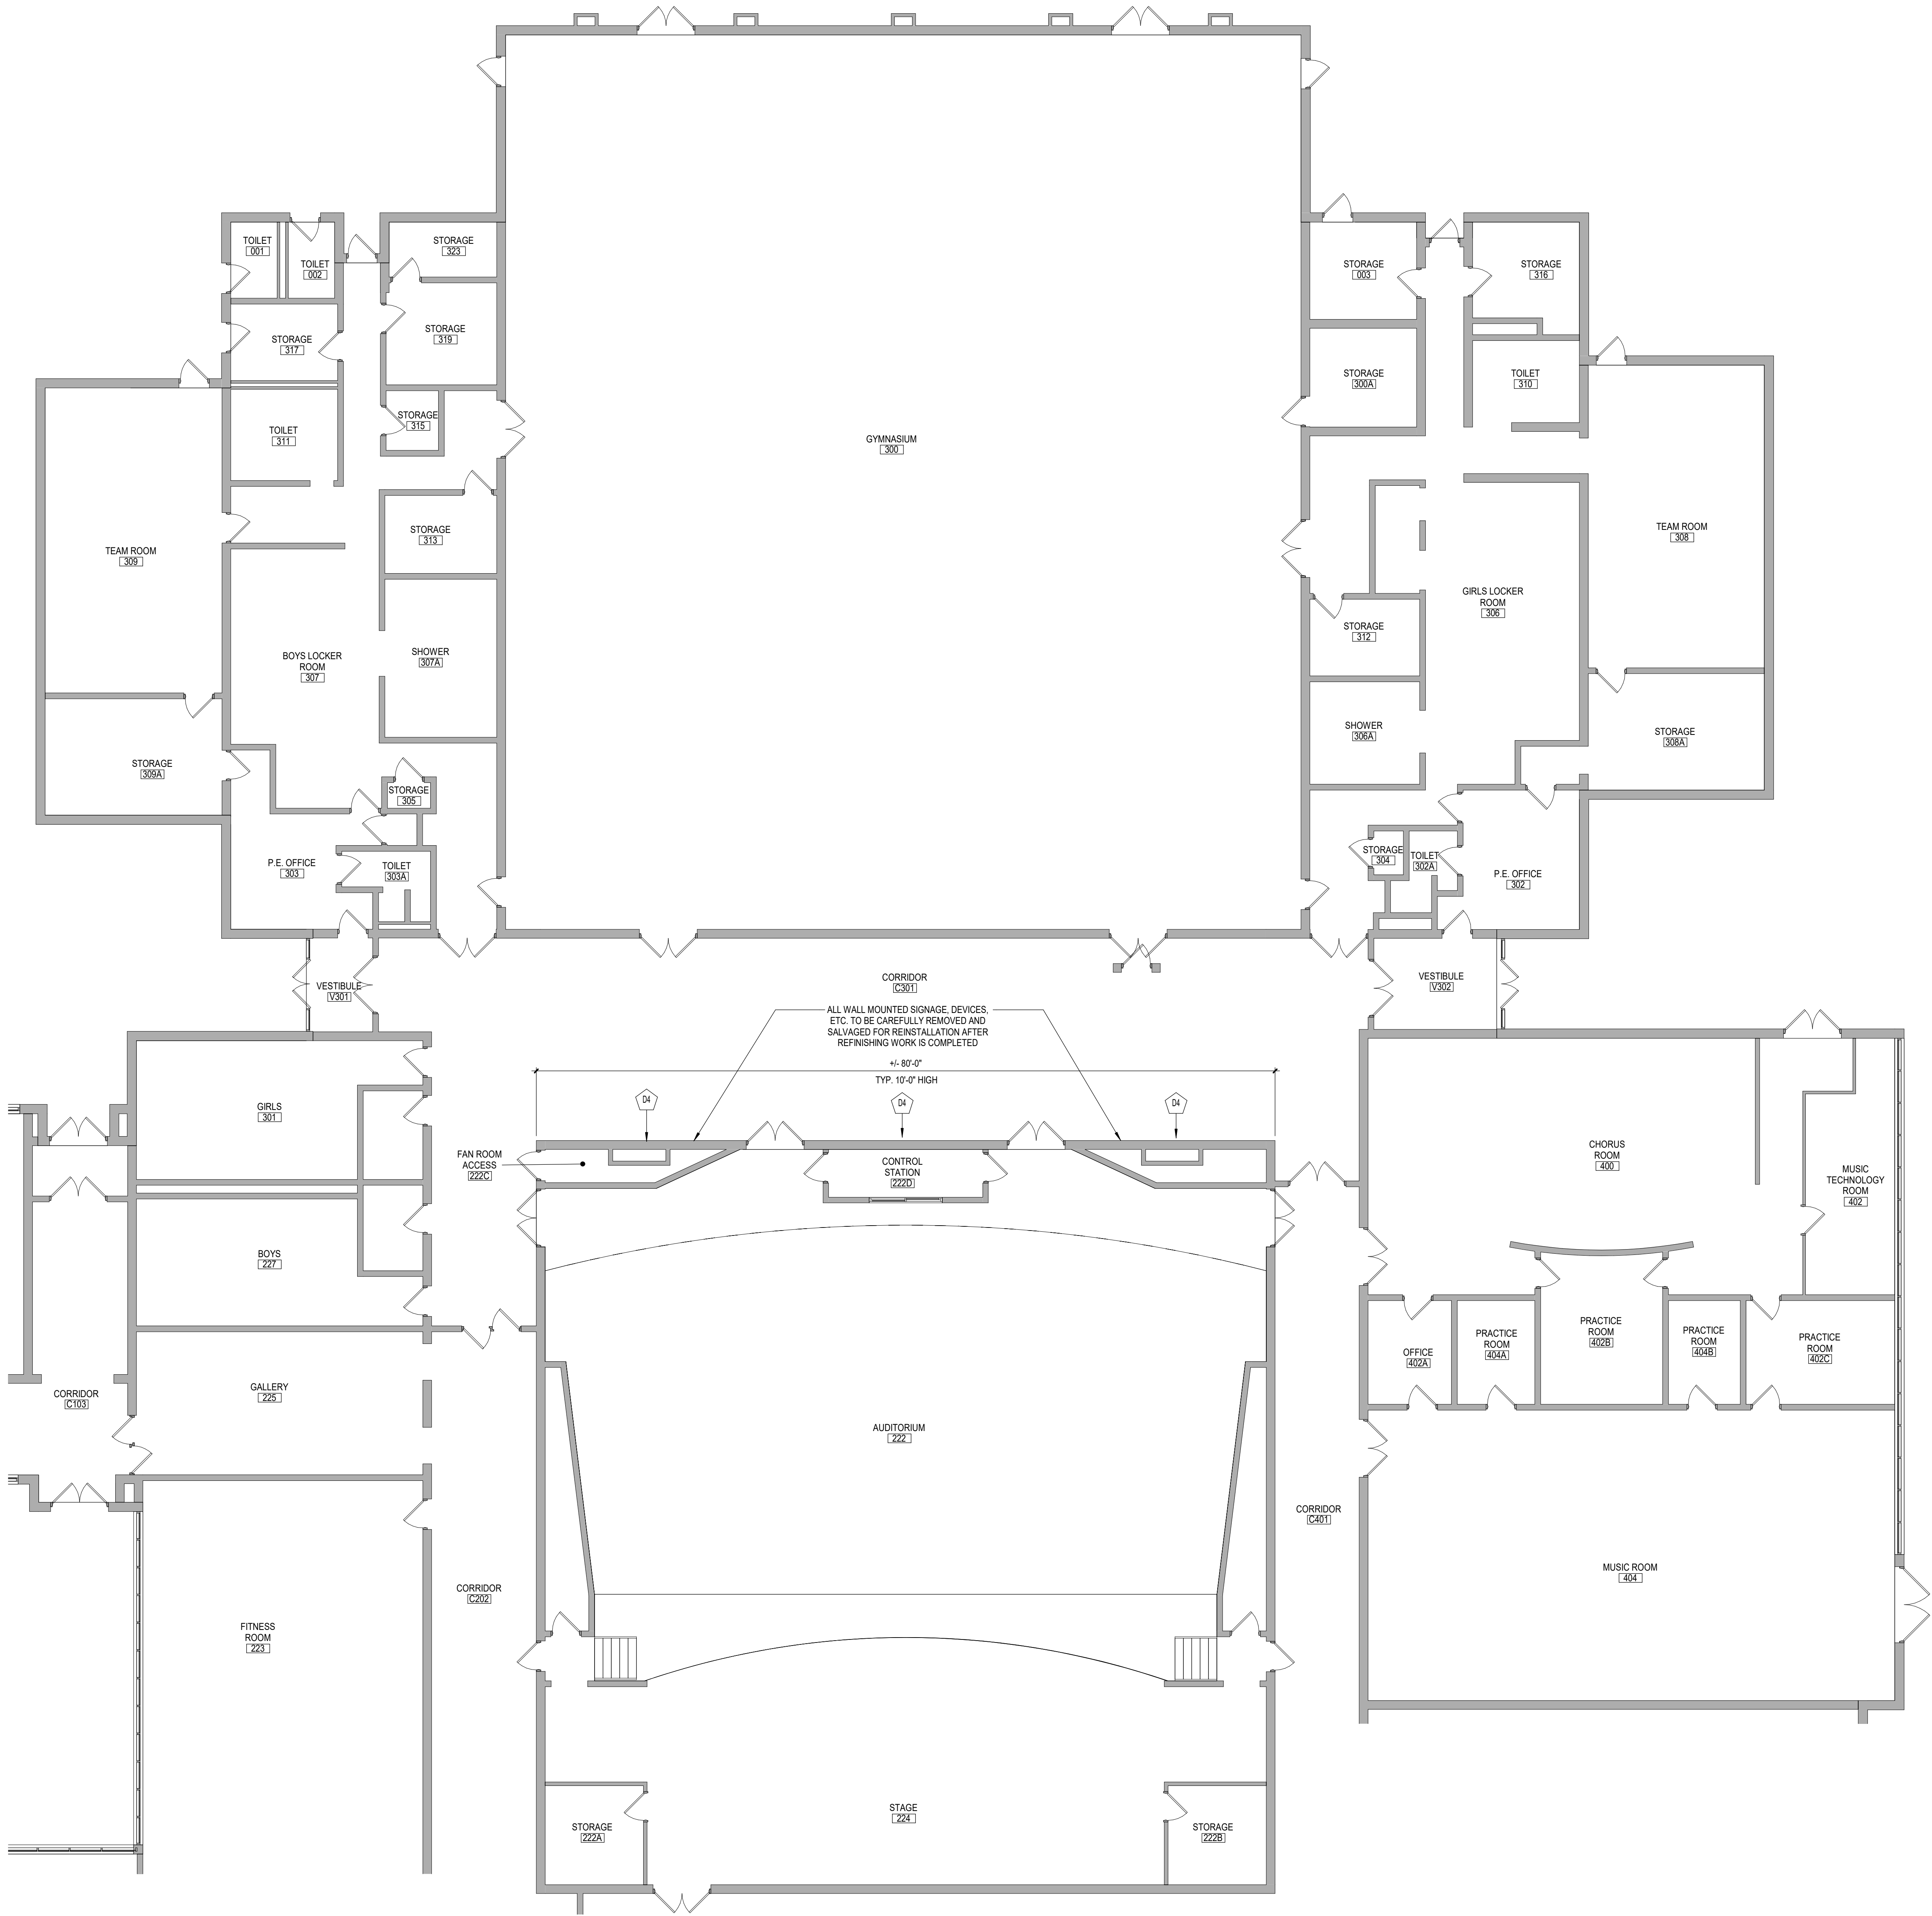 TOILET
001
TOILET
002
STORAGE
323
STORAGE
317
STORAGE
319
TOILET
311
STORAGE
315
STORAGE
313
TEAM ROOM
309
BOYS LOCKER
ROOM
307
SHOWER
307A
STORAGE
309A
STORAGE
305
P.E. OFFICE
303
TOILET
303A
GYMNASIUM
300
STORAGE
003
STORAGE
316
STORAGE
300A
TOILET
310
TEAM ROOM
308
GIRLS LOCKER
ROOM
306
STORAGE
312
SHOWER
306A
STORAGE
308A
STORAGE
304
TOILET
302A
P.E. OFFICE
302
VESTIBULE
V301
CORRIDOR
C301
VESTIBULE
V302
ALL WALL MOUNTED SIGNAGE, DEVICES,
ETC. TO BE CAREFULLY REMOVED AND
SALVAGED FOR REINSTALLATION AFTER
REFINISHING WORK IS COMPLETED
+/- 80'-0"
TYP. 10'-0" HIGH
D4
D4
D4
GIRLS
301
FAN ROOM
ACCESS
222C
CONTROL
STATION
222D
CHORUS
ROOM
400
MUSIC
TECHNOLOGY
ROOM
402
BOYS
227
OFFICE
402A
PRACTICE
ROOM
404A
PRACTICE
ROOM
402B
PRACTICE
ROOM
404B
PRACTICE
ROOM
402C
CORRIDOR
C103
GALLERY
225
AUDITORIUM
222
CORRIDOR
C401
CORRIDOR
C202
MUSIC ROOM
404
FITNESS
ROOM
223
STORAGE
222A
STAGE
224
STORAGE
222B